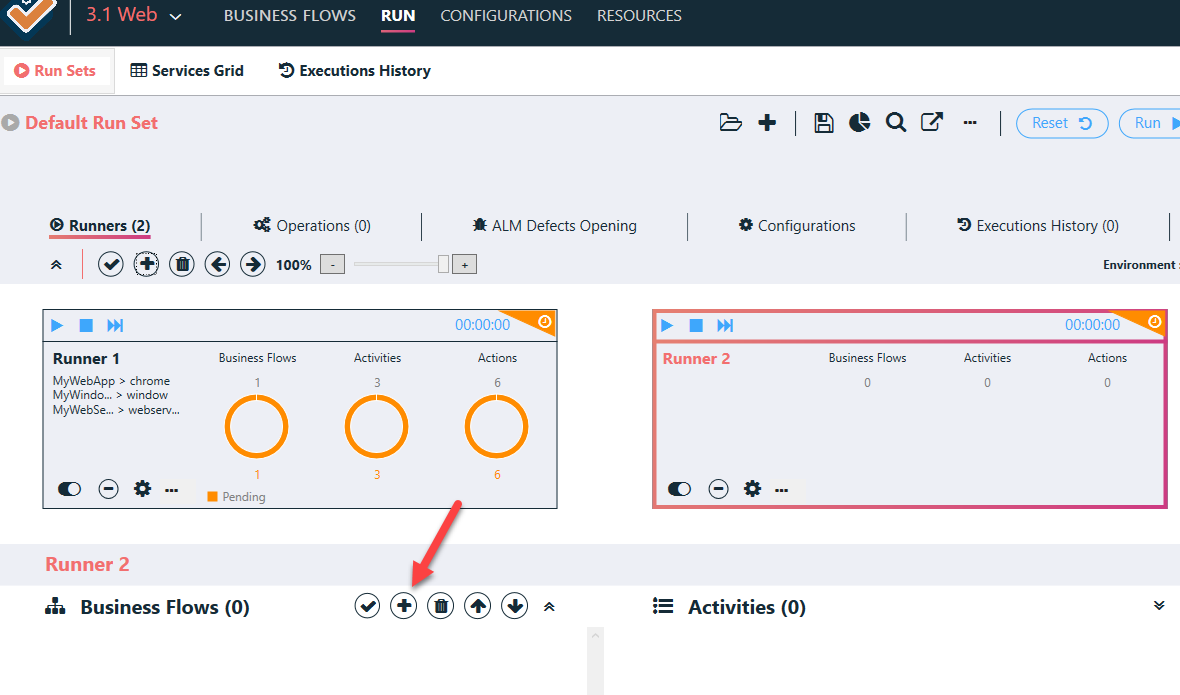 3.1 Web BUSINESS FLOWS RUN CONFIGURATIONS RESOURCES
Run Sets Services Grid Executions History
Default Run Set
Reset Run
Runners (2) Operations (0) ALM Defects Opening Configurations Executions History (0)
100% - + Environment :
00:00:00
Runner 1 Business Flows Activities Actions
MyWebApp > chrome 1 3 6
MyWindo... > window
MyWebSe... > webserv...
1 3 6
Pending
00:00:00
Runner 2 Business Flows Activities Actions
0 0 0
Runner 2
Business Flows (0) Activities (0)